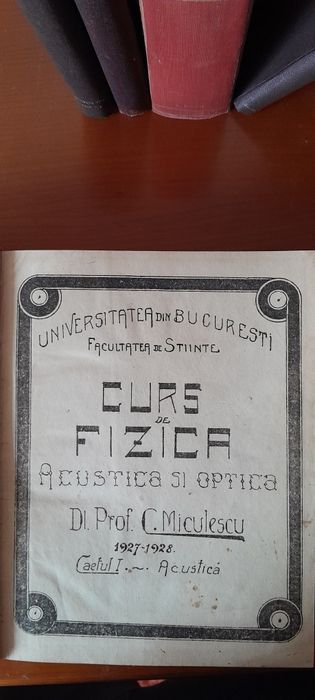 UNIVERSITATEA DIN BUCURESTI
FACULTATEA DE STIINTE
CURS
DE
FIZICA
ACUSTICA SI OPTICA
Dl. Prof. C. Miculescu
1927-1928.
Caetul I. ~. Acustică